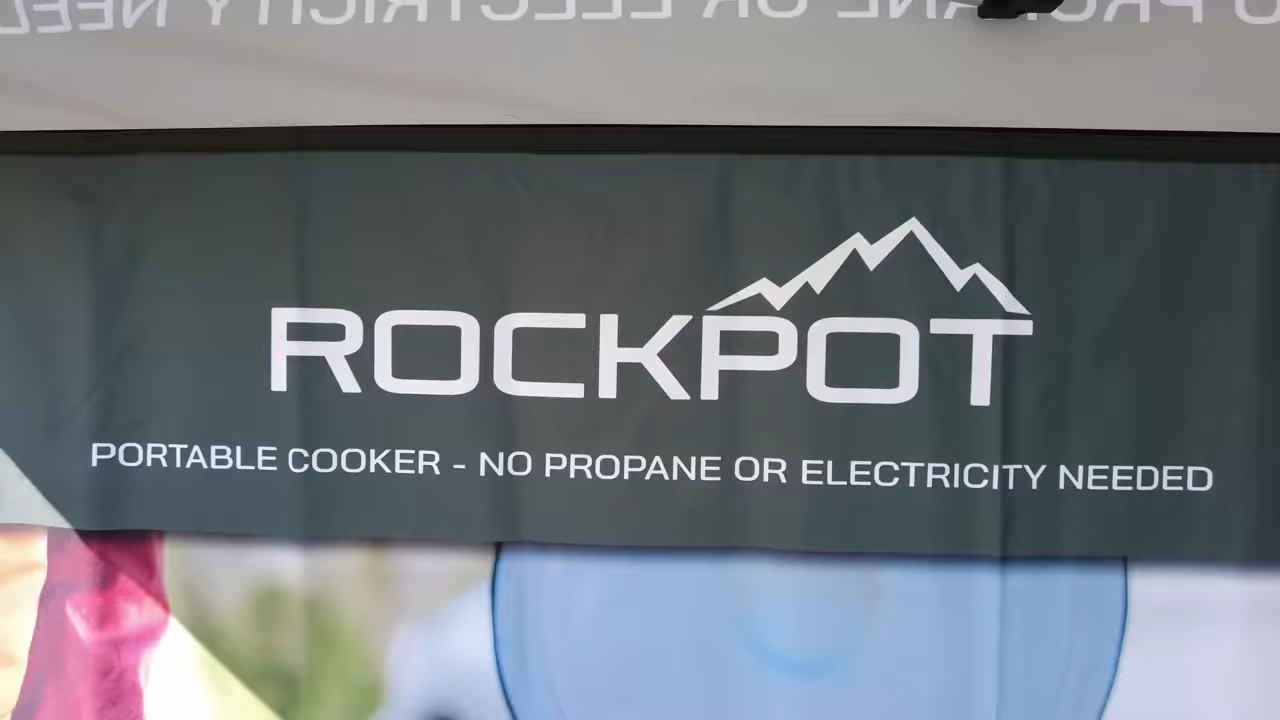 ROCKPOT
PORTABLE COOKER - NO PROPANE OR ELECTRICITY NEEDED